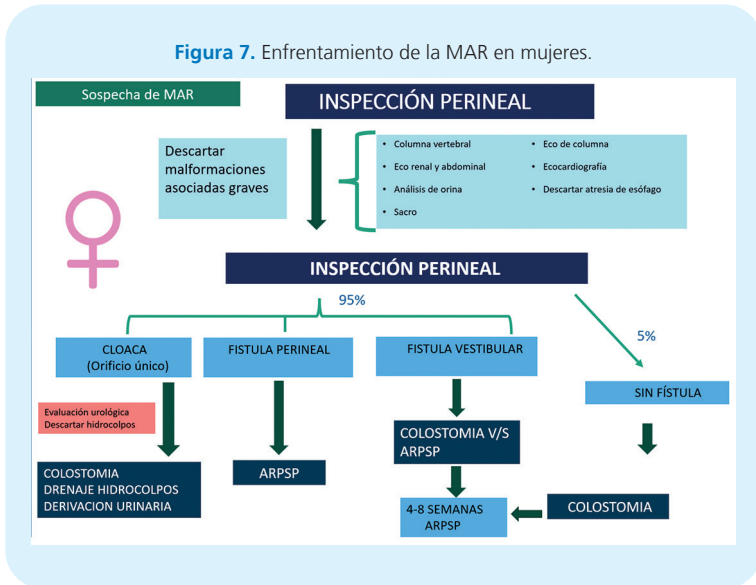 Figura 7. Enfrentamiento de la MAR en mujeres.
Sospecha de MAR
INSPECCIÓN PERINEAL
Descartar
malformaciones
asociadas graves
• Columna vertebral
• Eco renal y abdominal
• Análisis de orina
• Sacro
• Eco de columna
• Ecocardiografía
• Descartar atresia de esófago
INSPECCIÓN PERINEAL
95%
5%
CLOACA
(Orificio único)
FISTULA PERINEAL
FISTULA VESTIBULAR
SIN FÍSTULA
Evaluación urológica
Descartar hidrocolpos
COLOSTOMIA
DRENAJE HIDROCOLPOS
DERIVACION URINARIA
ARPSP
COLOSTOMIA V/S
ARPSP
4-8 SEMANAS
ARPSP
COLOSTOMIA